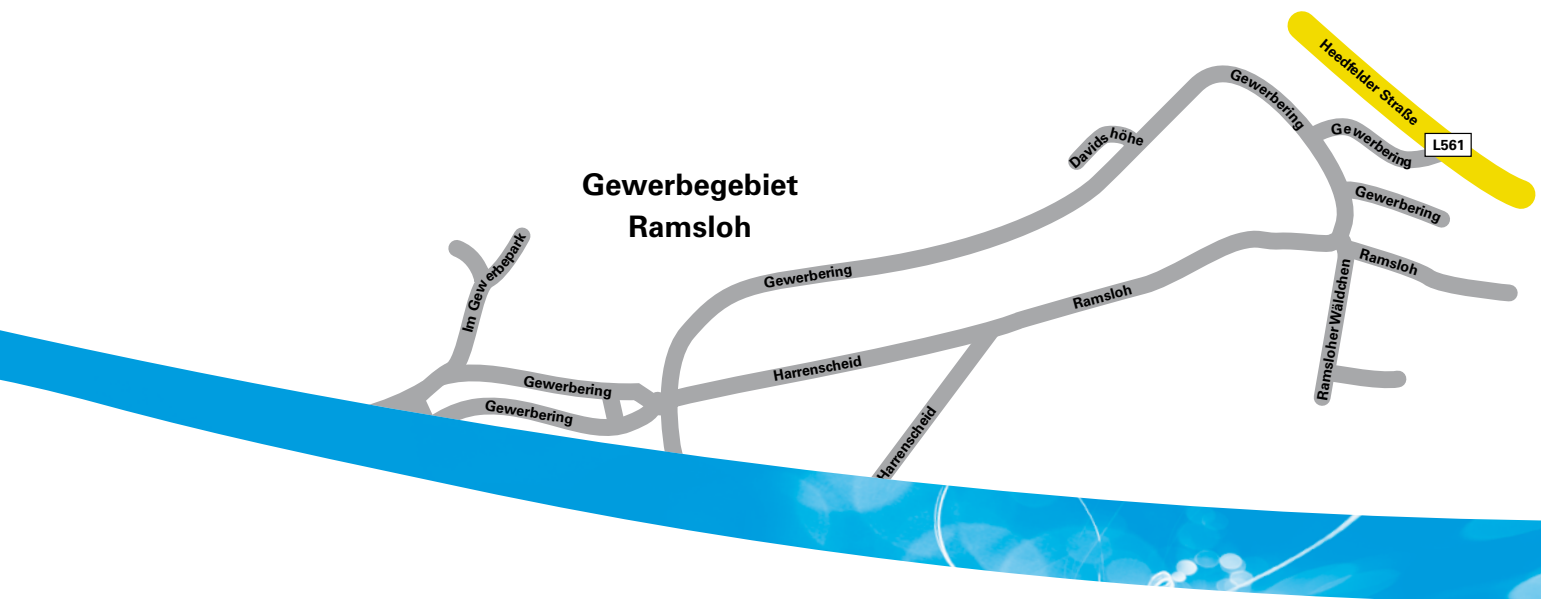 Heedfelder Straße
Gewerbering
Gewerbering
L561
Davidshöhe
Gewerbegebiet
Ramsloh
Gewerbering
Im Gewerbepark
Gewerbering
Ramsloh
Ramsloh
Ramsloher Wäldchen
Harrenscheid
Gewerbering
Gewerbering
Harrenscheid